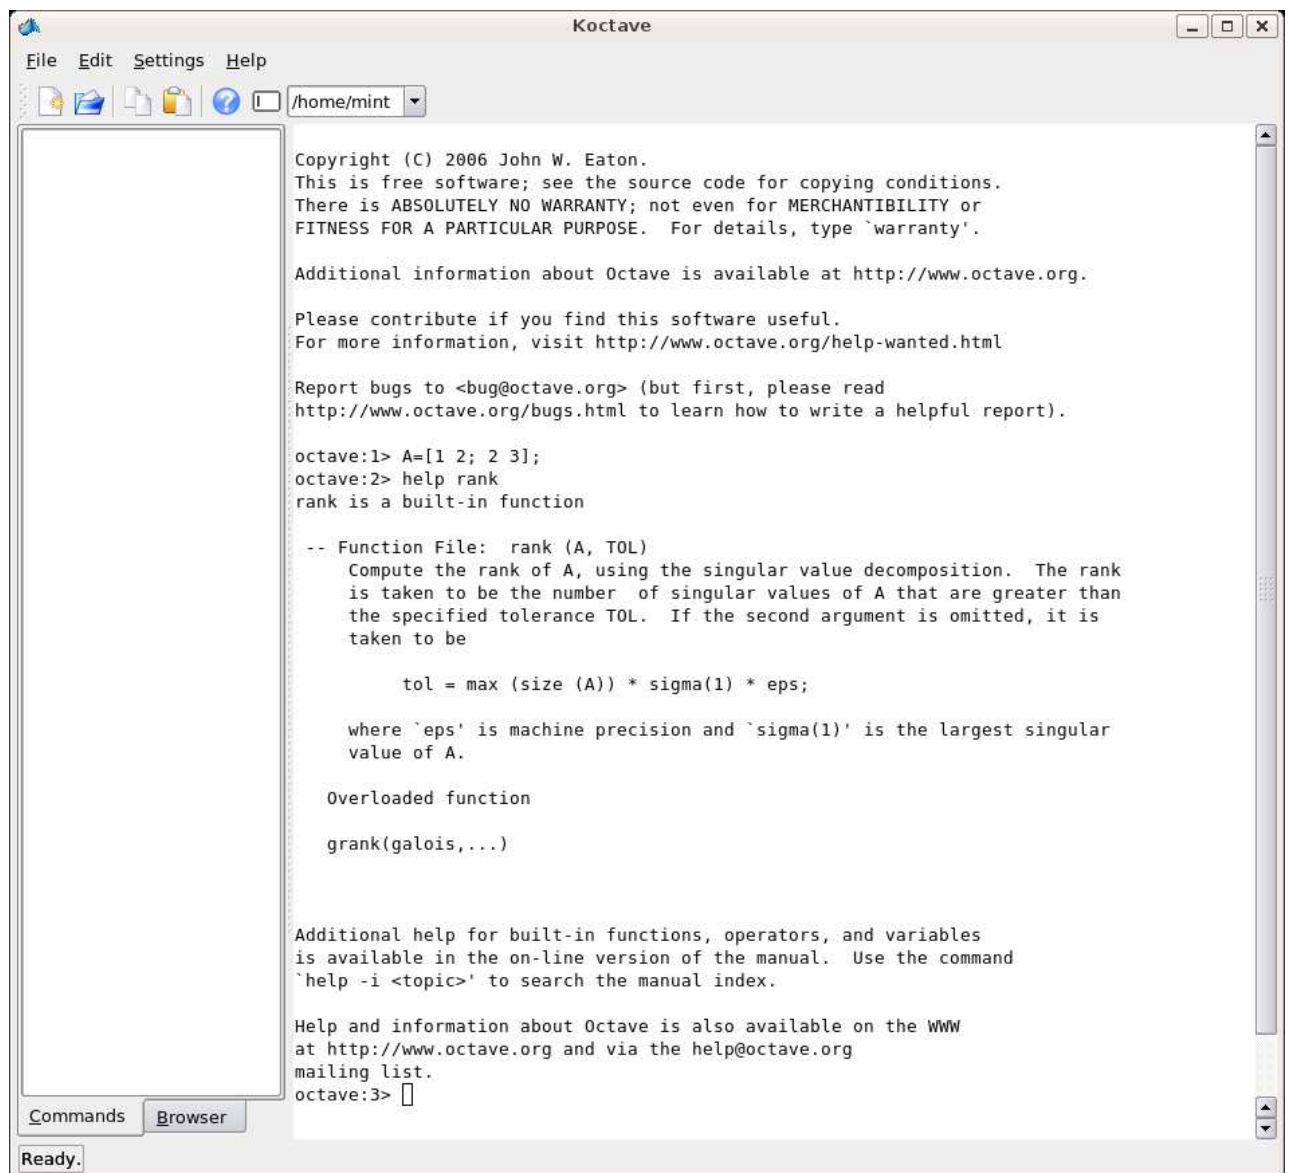 Koctave
File Edit Settings Help
/home/mint
Copyright (C) 2006 John W. Eaton.
This is free software; see the source code for copying conditions.
There is ABSOLUTELY NO WARRANTY; not even for MERCHANTIBILITY or
FITNESS FOR A PARTICULAR PURPOSE.  For details, type `warranty'.
Additional information about Octave is available at http://www.octave.org.
Please contribute if you find this software useful.
For more information, visit http://www.octave.org/help-wanted.html
Report bugs to <bug@octave.org> (but first, please read
http://www.octave.org/bugs.html to learn how to write a helpful report).
octave:1> A=[1 2; 2 3];
octave:2> help rank
rank is a built-in function
-- Function File:  rank (A, TOL)
Compute the rank of A, using the singular value decomposition.  The rank
is taken to be the number  of singular values of A that are greater than
the specified tolerance TOL.  If the second argument is omitted, it is
taken to be
tol = max (size (A)) * sigma(1) * eps;
where `eps' is machine precision and `sigma(1)' is the largest singular
value of A.
Overloaded function
grank(galois,...)
Additional help for built-in functions, operators, and variables
is available in the on-line version of the manual.  Use the command
`help -i <topic>' to search the manual index.
Help and information about Octave is also available on the WWW
at http://www.octave.org and via the help@octave.org
mailing list.
octave:3>
Commands Browser
Ready.